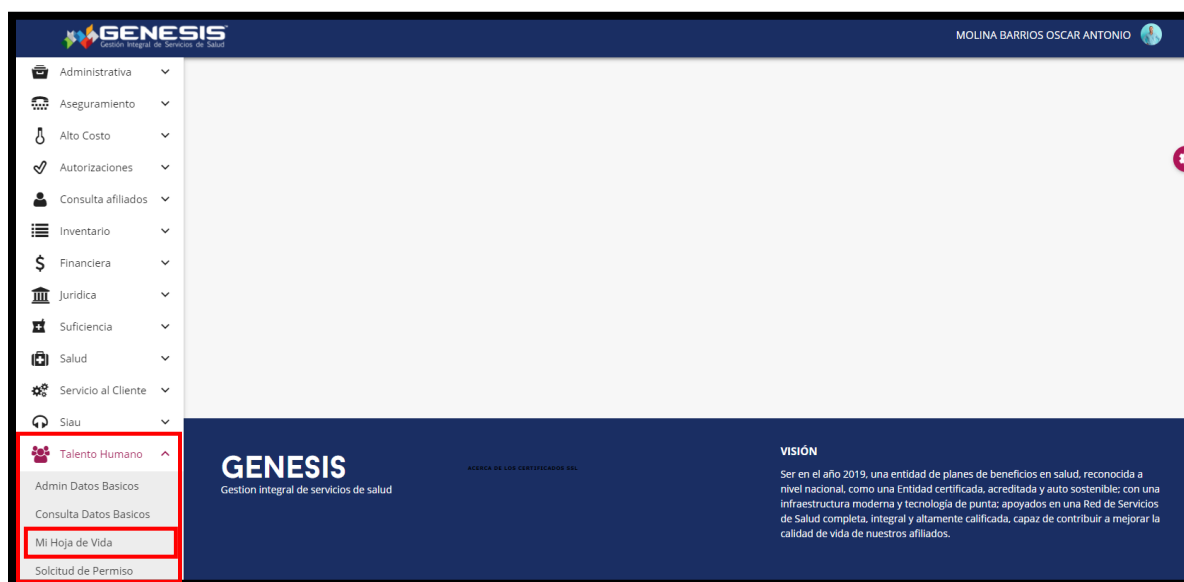 GENESIS
Gestión Integral de Servicios de Salud
MOLINA BARRIOS OSCAR ANTONIO
Administrativa
Aseguramiento
Alto Costo
Autorizaciones
Consulta afiliados
Inventario
Financiera
Juridica
Suficiencia
Salud
Servicio al Cliente
Siau
Talento Humano
Admin Datos Basicos
Consulta Datos Basicos
Mi Hoja de Vida
Solcitud de Permiso
GENESIS
Gestion integral de servicios de salud
ACERCA DE LOS CERTIFICADOS SSL
VISIÓN
Ser en el año 2019, una entidad de planes de beneficios en salud, reconocida a
nivel nacional, como una Entidad certificada, acreditada y auto sostenible; con una
infraestructura moderna y tecnología de punta; apoyados en una Red de Servicios
de Salud completa, integral y altamente calificada, capaz de contribuir a mejorar la
calidad de vida de nuestros afiliados.